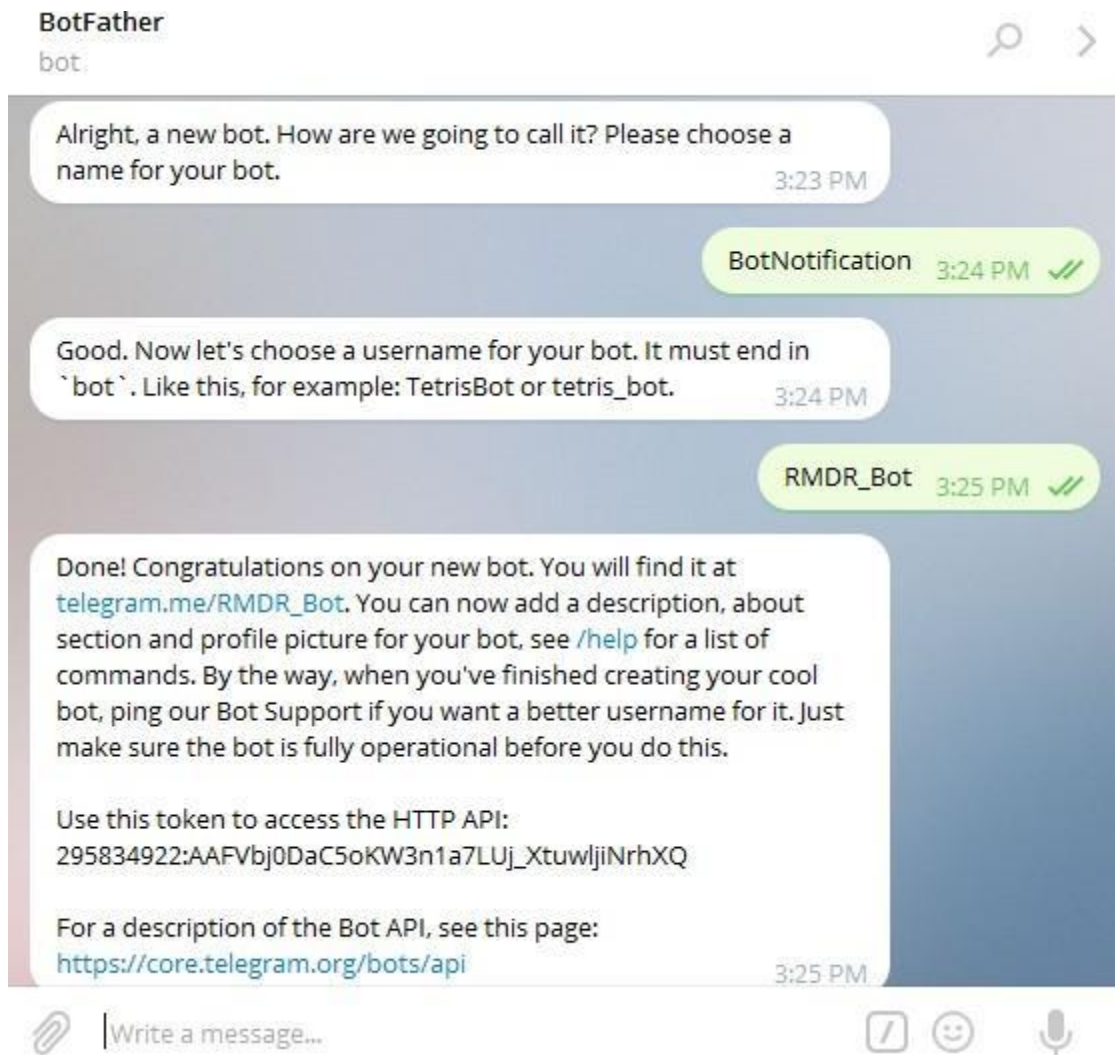 BotFather
bot
Alright, a new bot. How are we going to call it? Please choose a
name for your bot.
3:23 PM
BotNotification 3:24 PM
Good. Now let's choose a username for your bot. It must end in
`bot`. Like this, for example: TetrisBot or tetris_bot.
3:24 PM
RMDR_Bot 3:25 PM
Done! Congratulations on your new bot. You will find it at
telegram.me/RMDR_Bot. You can now add a description, about
section and profile picture for your bot, see /help for a list of
commands. By the way, when you've finished creating your cool
bot, ping our Bot Support if you want a better username for it. Just
make sure the bot is fully operational before you do this.
Use this token to access the HTTP API:
295834922:AAFVbj0DaC5oKW3n1a7LUj_XtuwljiNrhXQ
For a description of the Bot API, see this page:
https://core.telegram.org/bots/api
3:25 PM
Write a message...